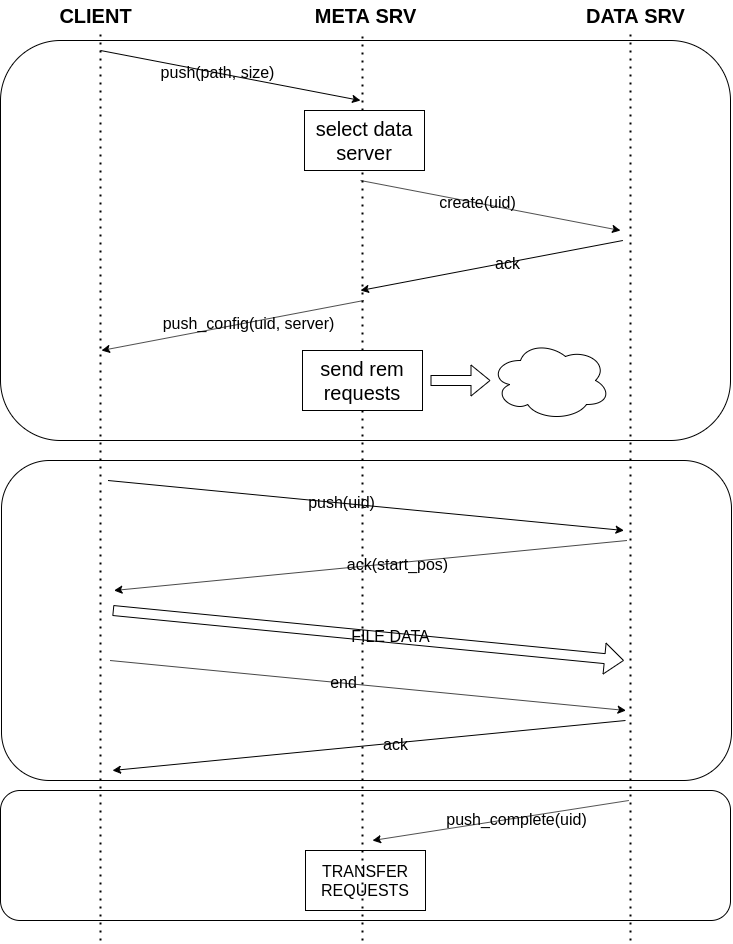 CLIENT
META SRV
DATA SRV
push(path, size)
select data
server
create(uid)
ack
push_config(uid, server)
send rem
requests
push(uid)
ack(start_pos)
FILE DATA
end
ack
push_complete(uid)
TRANSFER
REQUESTS